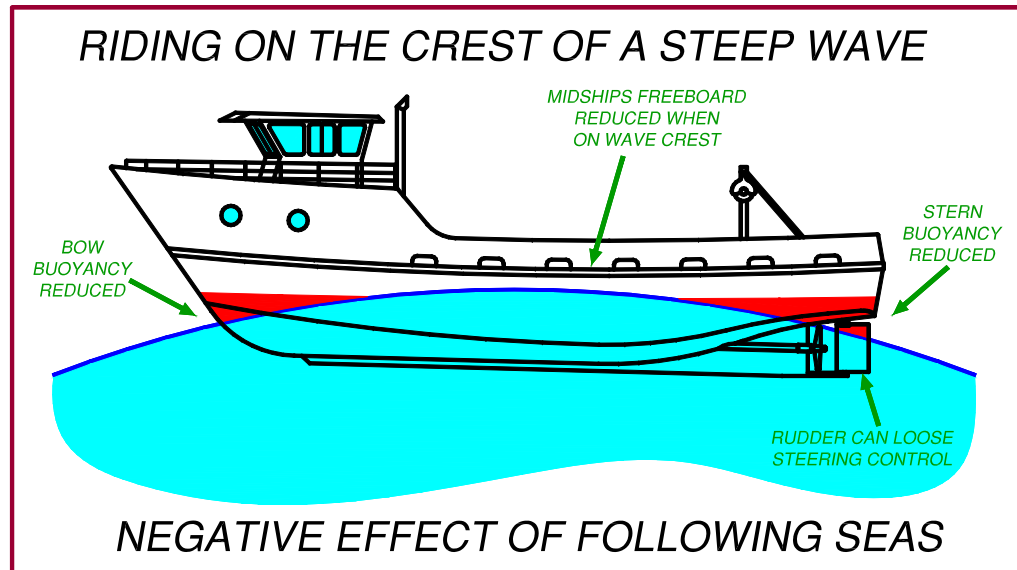 RIDING ON THE CREST OF A STEEP WAVE
MIDSHIPS FREEBOARD
REDUCED WHEN
ON WAVE CREST
STERN
BUOYANCY
REDUCED
BOW
BUOYANCY
REDUCED
RUDDER CAN LOOSE
STEERING CONTROL
NEGATIVE EFFECT OF FOLLOWING SEAS